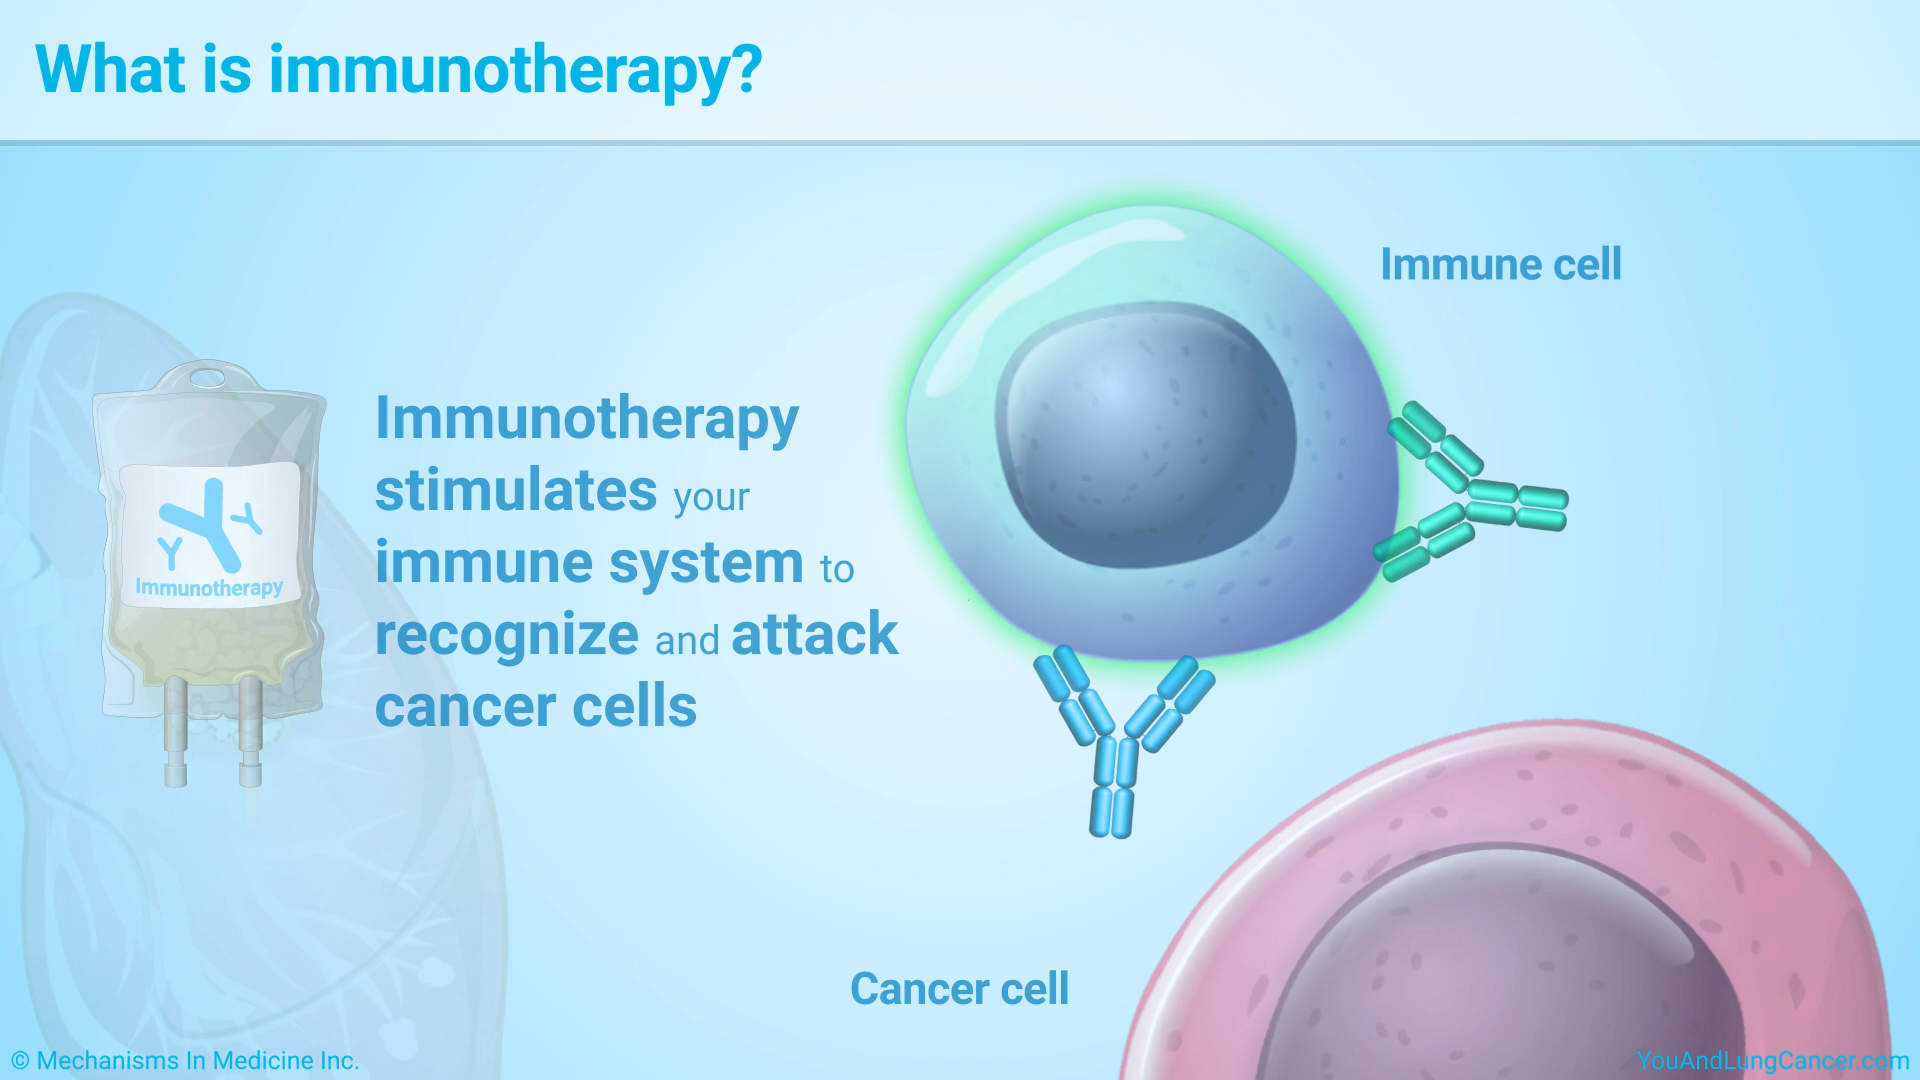 What is immunotherapy?
Immune cell
Immunotherapy
stimulates your
immune system to
recognize and attack
cancer cells
Immunotherapy
Cancer cell
© Mechanisms In Medicine Inc.
YouAndLungCancer.com